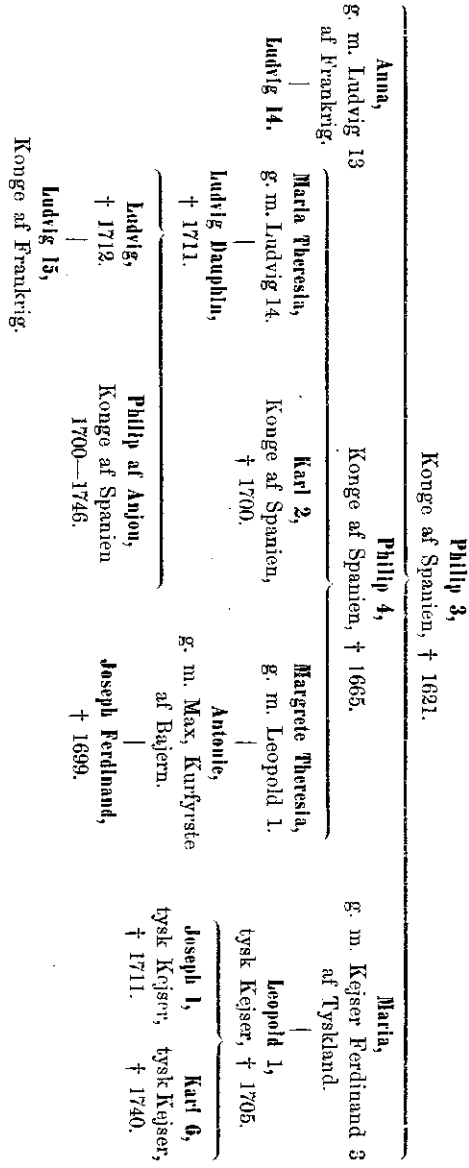 Philip 3,
Konge af Spanien, † 1621.
Anna,
g. m. Ludvig 13
af Frankrig.
Ludvig 14.
Philip 4,
Konge af Spanien, † 1665.
Maria,
g. m. Kejser Ferdinand 3
af Tyskland.
Maria Theresia,
g. m. Ludvig 14.
Ludvig Dauphin,
† 1711.
Karl 2,
Konge af Spanien,
† 1700.
Margrete Theresia,
g. m. Leopold 1.
Antonie,
g. m. Max, Kurfyrste
af Bajern.
Joseph Ferdinand,
† 1699.
Leopold 1,
tysk Kejser, † 1705.
Ludvig,
† 1712.
Ludvig 15,
Konge af Frankrig.
Philip af Anjou,
Konge af Spanien
1700—1746.
Joseph 1,
tysk Kejser,
† 1711.
Karl 6,
tysk Kejser,
† 1740.